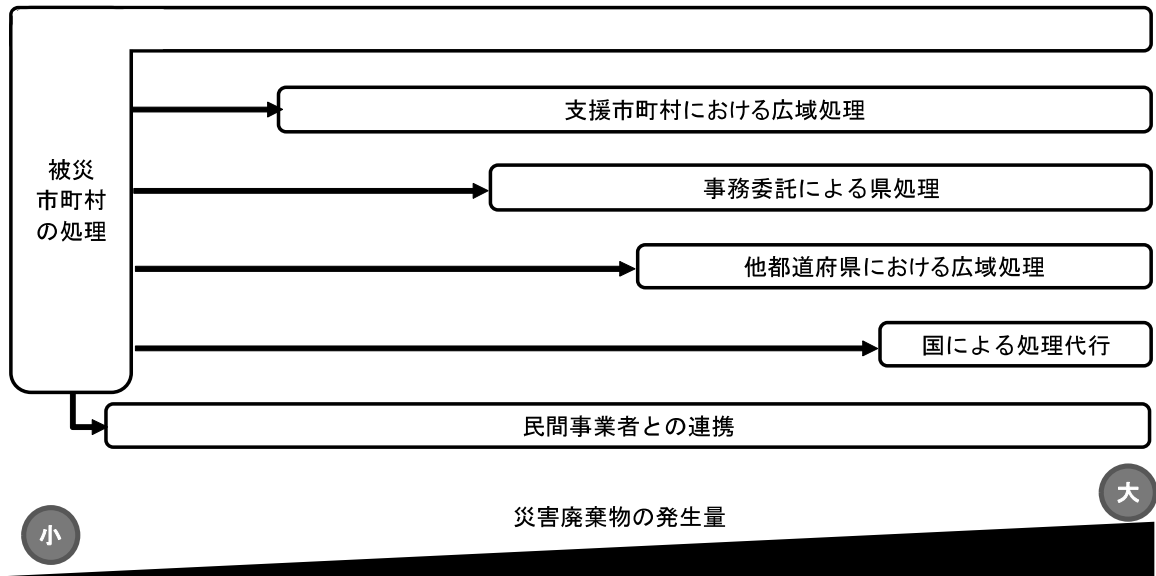 支援市町村における広域処理
被災
市町村
の処理
事務委託による県処理
他都道府県における広域処理
国による処理代行
民間事業者との連携
大
災害廃棄物の発生量
小